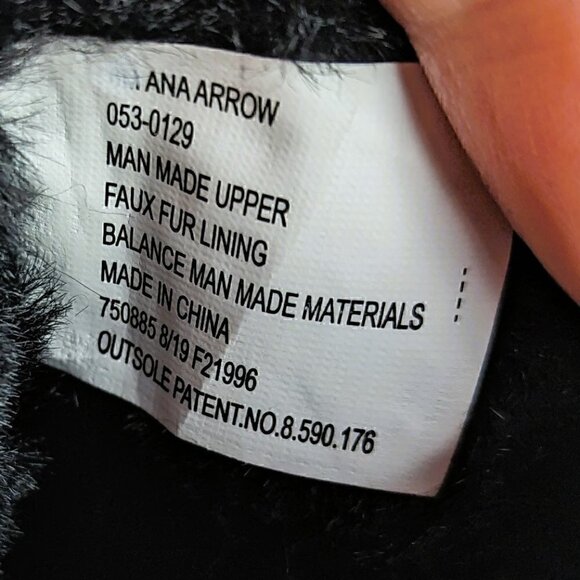 ANA ARROW
053-0129
MAN MADE UPPER
FAUX FUR LINING
BALANCE MAN MADE MATERIALS
MADE IN CHINA
750885 8/19 F21996
OUTSOLE PATENT.NO.8.590.176